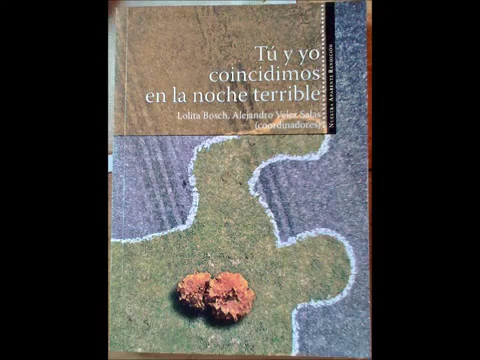 Tú y yo
coincidimos
en la noche terrible
Lolita Bosch, Alejandro Vélez Salas
(coordinadores)
Nuestra Aparente Rendición